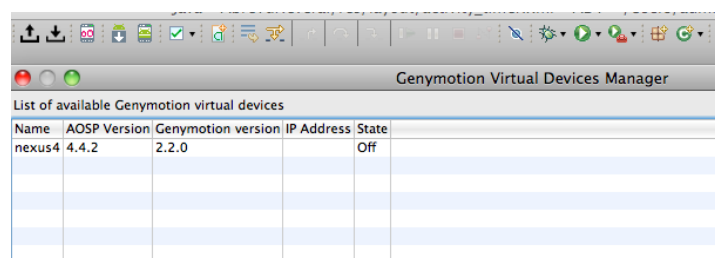 Genymotion Virtual Devices Manager
List of available Genymotion virtual devices
Name AOSP Version Genymotion version IP Address State
nexus4 4.4.2 2.2.0 Off